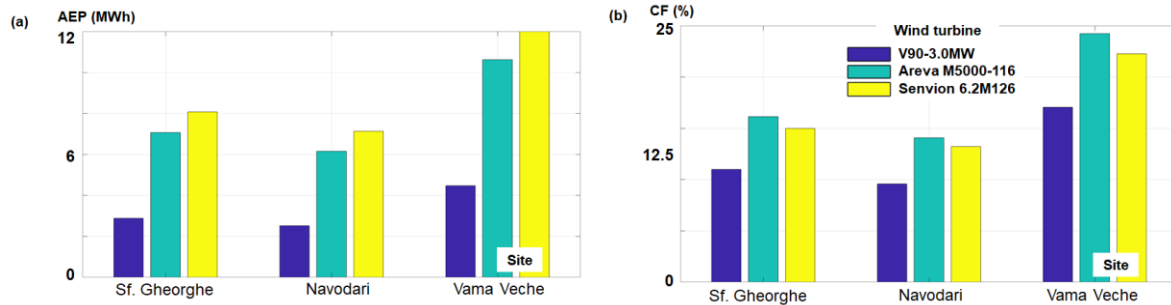 (a)
AEP (MWh)
12
6
0
Sf. Gheorghe
Navodari
Vama Veche
Site
(b)
CF (%)
25
12.5
0
Wind turbine
V90-3.0MW
Areva M5000-116
Senvion 6.2M126
Sf. Gheorghe
Navodari
Vama Veche
Site